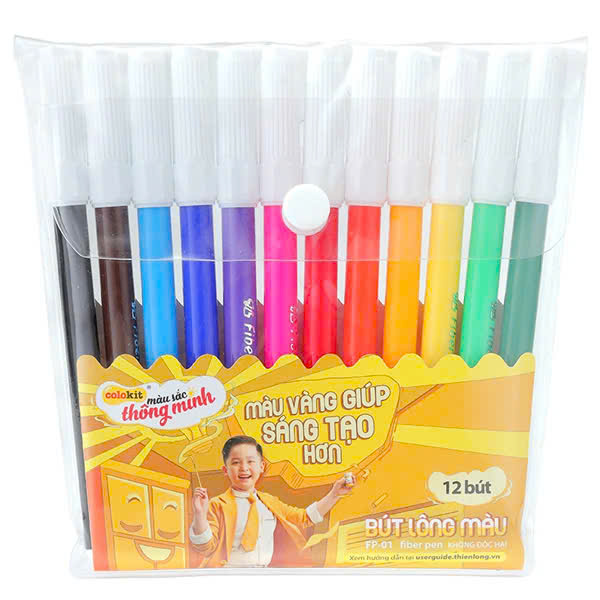 Fibe
colokit
màu sắc
thông minh
MÀU VÀNG GIÚP
SÁNG TẠO
HƠN
12 bút
BÚT LÔNG MÀU
FP-01 fiber pen KHÔNG ĐỘC HẠI
Xem hướng dẫn tại userguide.thienlong.vn